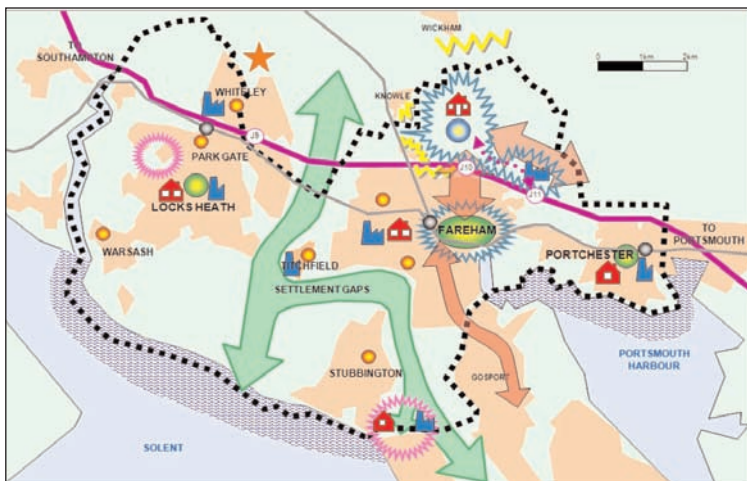 WICKHAM
TO
SOUTHAMPTON
0 1km 2km
WHITELEY
KNOWLE
J9
PARK GATE
J10
J11
LOCKS HEATH
FAREHAM
TO
PORTSMOUTH
WARSASH
PORTCHESTER
TITCHFIELD
SETTLEMENT GAPS
STUBBINGTON
GOSPORT
PORTSMOUTH
HARBOUR
SOLENT